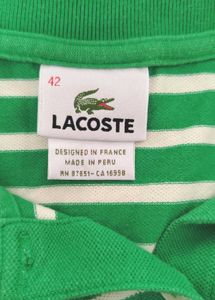 42
LACOSTE
DESIGNED IN FRANCE
MADE IN PERU
RN 87651-CA 16998